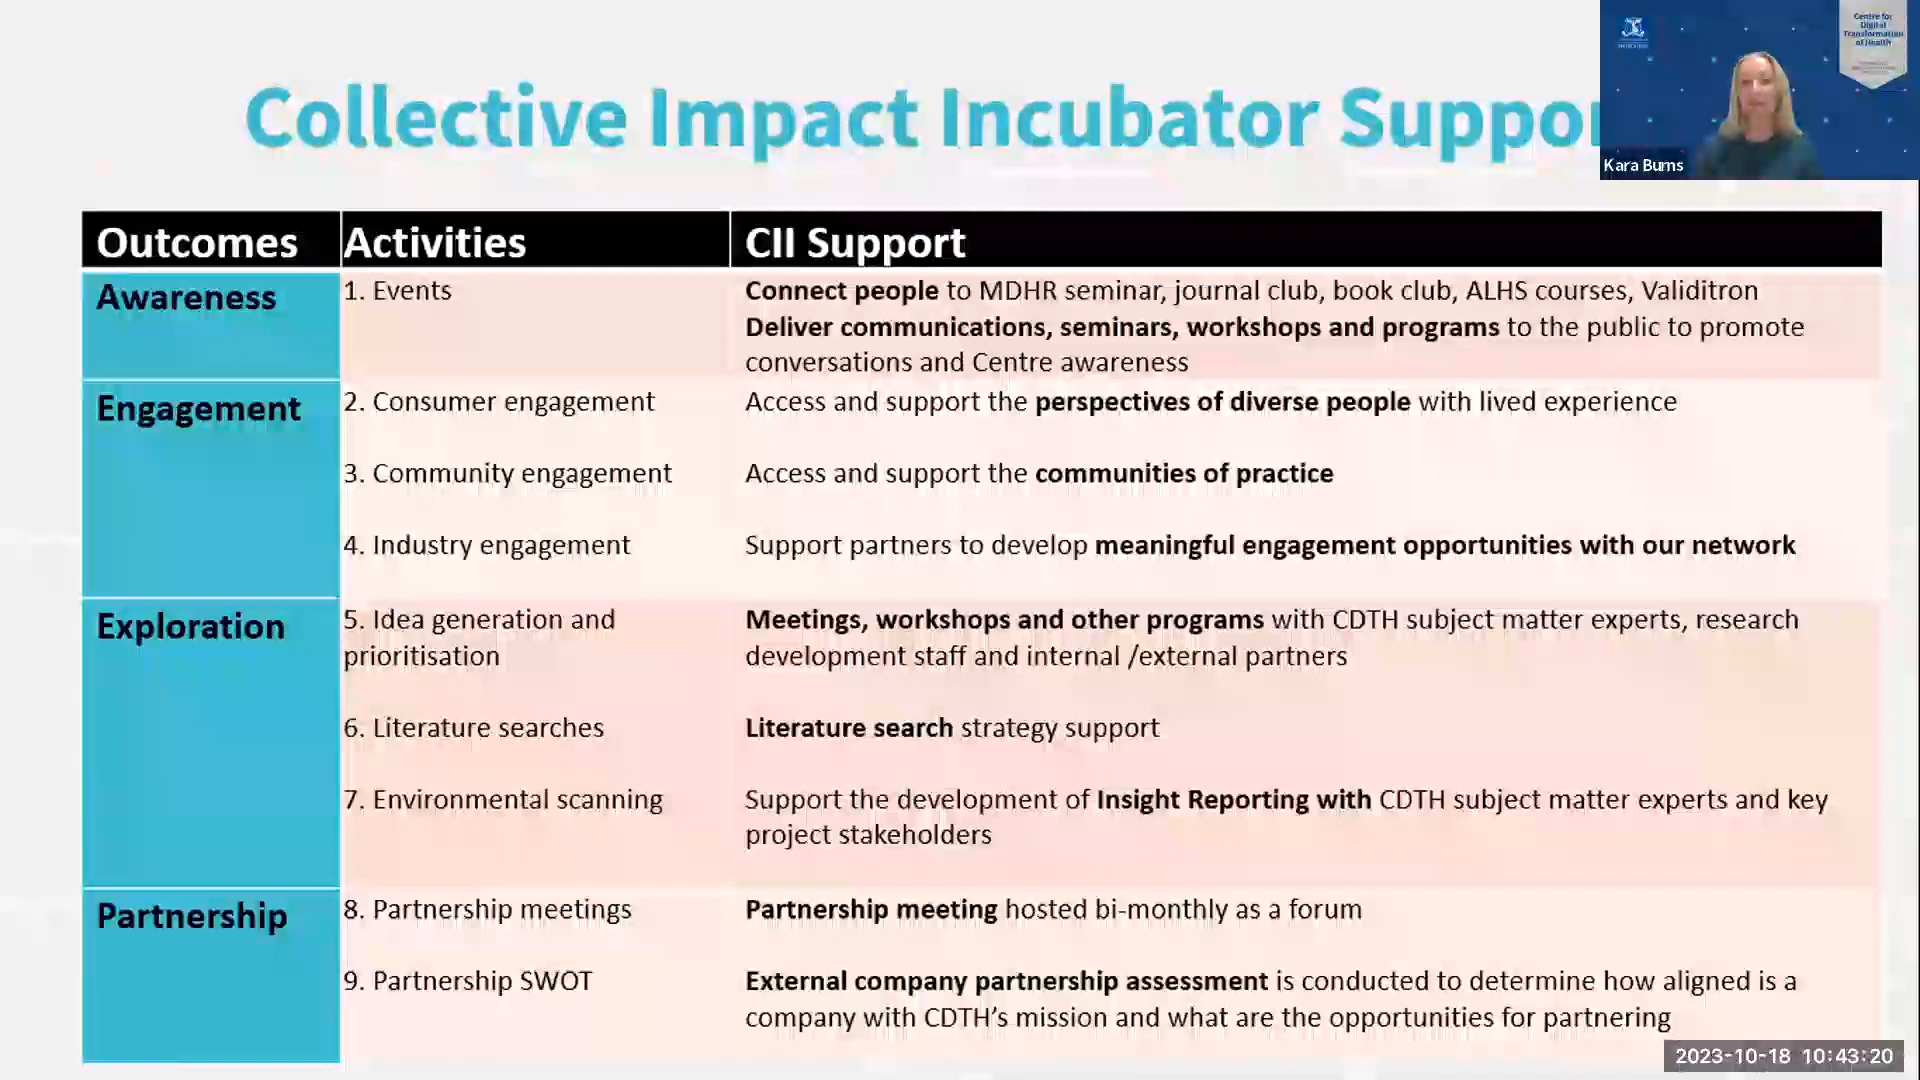 Collective Impact Incubator Suppor
Centre for
Digital
Transformation
of Health
Kara Burns
Outcomes
Activities
CII Support
Awareness
1. Events
Connect people to MDHR seminar, journal club, book club, ALHS courses, Validitron
Deliver communications, seminars, workshops and programs to the public to promote
conversations and Centre awareness
Engagement
2. Consumer engagement
Access and support the perspectives of diverse people with lived experience
3. Community engagement
Access and support the communities of practice
4. Industry engagement
Support partners to develop meaningful engagement opportunities with our network
Exploration
5. Idea generation and
prioritisation
Meetings, workshops and other programs with CDTH subject matter experts, research
development staff and internal /external partners
6. Literature searches
Literature search strategy support
7. Environmental scanning
Support the development of Insight Reporting with CDTH subject matter experts and key
project stakeholders
Partnership
8. Partnership meetings
Partnership meeting hosted bi-monthly as a forum
9. Partnership SWOT
External company partnership assessment is conducted to determine how aligned is a
company with CDTH’s mission and what are the opportunities for partnering
2023-10-18 10:43:20